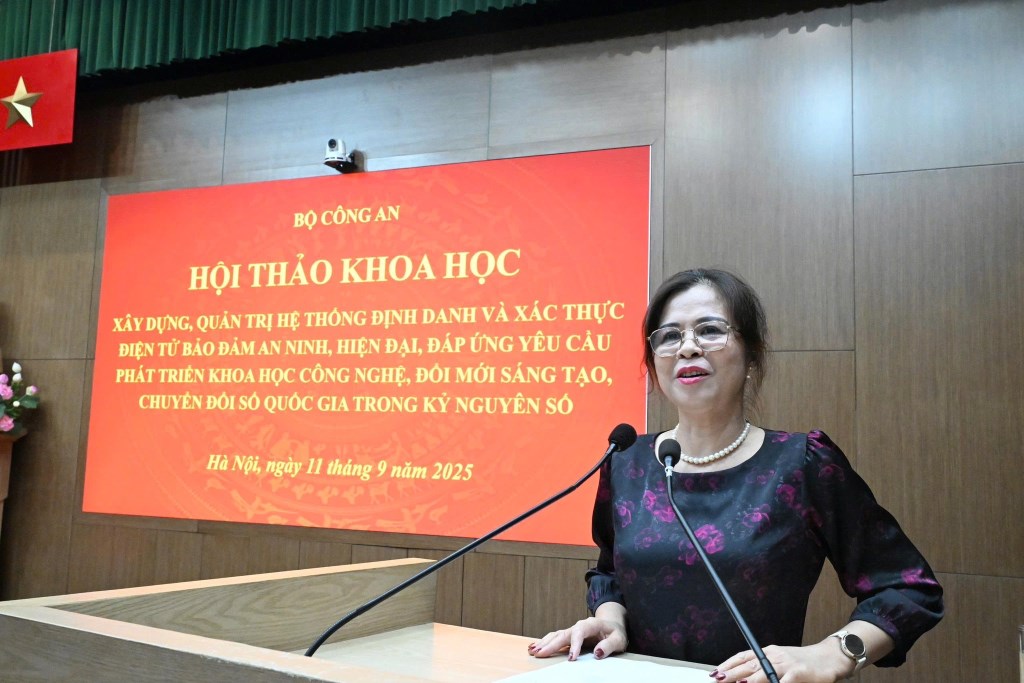 BỘ CÔNG AN
HỘI THẢO KHOA HỌC
XÂY DỰNG, QUẢN TRỊ HỆ THỐNG ĐỊNH DANH VÀ XÁC THỰC
ĐIỆN TỬ BẢO ĐẢM AN NINH, HIỆN ĐẠI, ĐÁP ỨNG YÊU CẦU
PHÁT TRIỂN KHOA HỌC CÔNG NGHỆ, ĐỔI MỚI SÁNG TẠO,
CHUYỂN ĐỔI SỐ QUỐC GIA TRONG KỶ NGUYÊN SỐ
Hà Nội, ngày 11 tháng 9 năm 2025